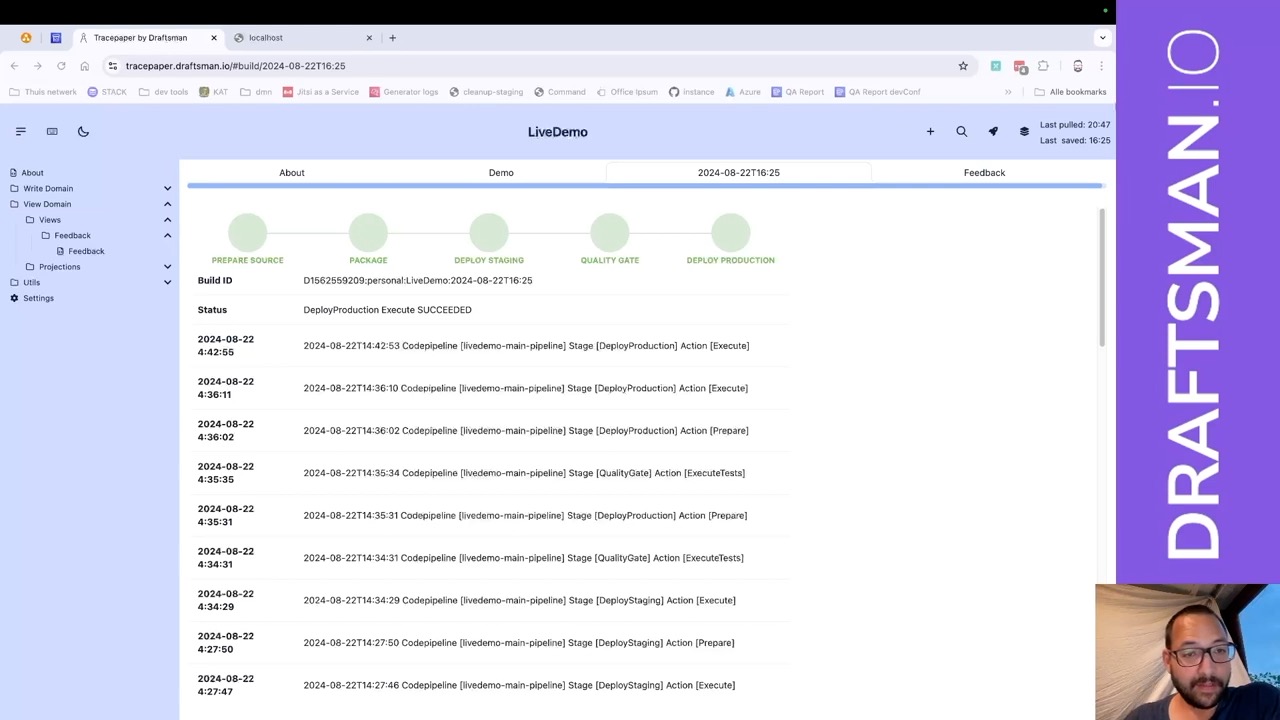 Tracepaper by Draftsman
localhost
tracepaper.draftsman.io/#build/2024-08-22T16:25
Thuis netwerk
STACK
dev tools
KAT
dmn
Jitsi as a Service
Generator logs
cleanup-staging
Command
Office Ipsum
instance
Azure
QA Report
QA Report devConf
Alle bookmarks
LiveDemo
Last pulled: 20:47
Last saved: 16:25
About
Write Domain
View Domain
Views
Feedback
Feedback
Projections
Utils
Settings
About
Demo
2024-08-22T16:25
Feedback
PREPARE SOURCE
PACKAGE
DEPLOY STAGING
QUALITY GATE
DEPLOY PRODUCTION
Build ID
D1562559209:personal:LiveDemo:2024-08-22T16:25
Status
DeployProduction Execute SUCCEEDED
2024-08-22
4:42:55
2024-08-22T14:42:53 Codepipeline [livedemo-main-pipeline] Stage [DeployProduction] Action [Execute]
2024-08-22
4:36:11
2024-08-22T14:36:10 Codepipeline [livedemo-main-pipeline] Stage [DeployProduction] Action [Execute]
2024-08-22
4:36:02
2024-08-22T14:36:02 Codepipeline [livedemo-main-pipeline] Stage [DeployProduction] Action [Prepare]
2024-08-22
4:35:35
2024-08-22T14:35:34 Codepipeline [livedemo-main-pipeline] Stage [QualityGate] Action [ExecuteTests]
2024-08-22
4:35:31
2024-08-22T14:35:31 Codepipeline [livedemo-main-pipeline] Stage [DeployProduction] Action [Prepare]
2024-08-22
4:34:31
2024-08-22T14:34:31 Codepipeline [livedemo-main-pipeline] Stage [QualityGate] Action [ExecuteTests]
2024-08-22
4:34:29
2024-08-22T14:34:29 Codepipeline [livedemo-main-pipeline] Stage [DeployStaging] Action [Execute]
2024-08-22
4:27:50
2024-08-22T14:27:50 Codepipeline [livedemo-main-pipeline] Stage [DeployStaging] Action [Prepare]
2024-08-22
4:27:47
2024-08-22T14:27:46 Codepipeline [livedemo-main-pipeline] Stage [DeployStaging] Action [Execute]
DRAFTSMAN.IO